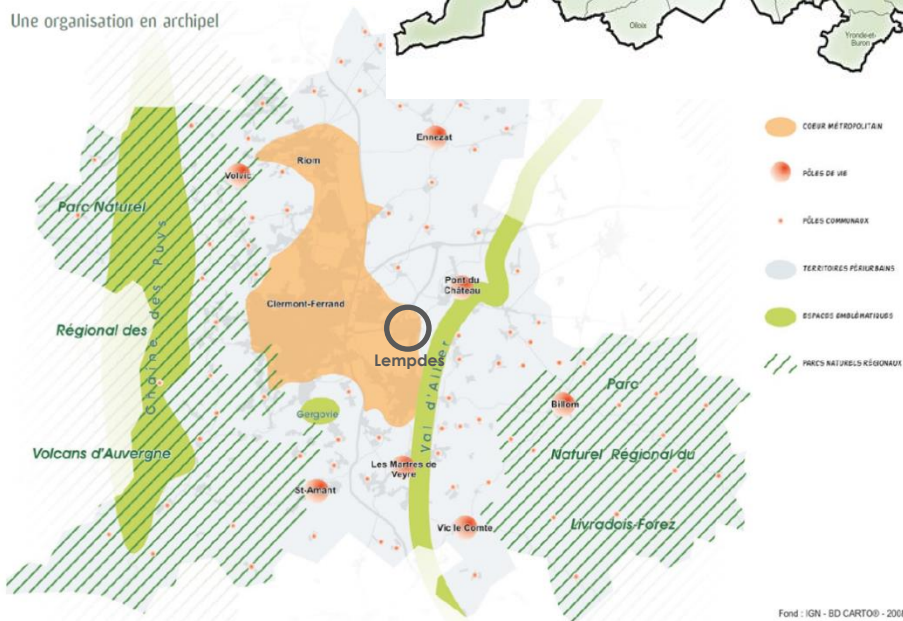 Une organisation en archipel
Olloix
Yronde-et-
Buron
Ennezat
Riom
Volvic
Parc Naturel
Chaîne des Puys
Pont du
Château
Clermont-Ferrand
Régional des
Lempdes
Val d'Allier
Parc
Billom
Gergovie
Volcans d'Auvergne
Naturel Régional du
Les Martres de
Veyre
St-Amant
Vic le Comte
Livradois-Forez
COEUR MÉTROPOLITAIN
PÔLES DE VIE
PÔLES COMMUNAUX
TERRITOIRES PÉRIURBAINS
ESPACES EMBLÉMATIQUES
PARCS NATURELS RÉGIONAUX
Fond : IGN - BD CARTO® - 2008